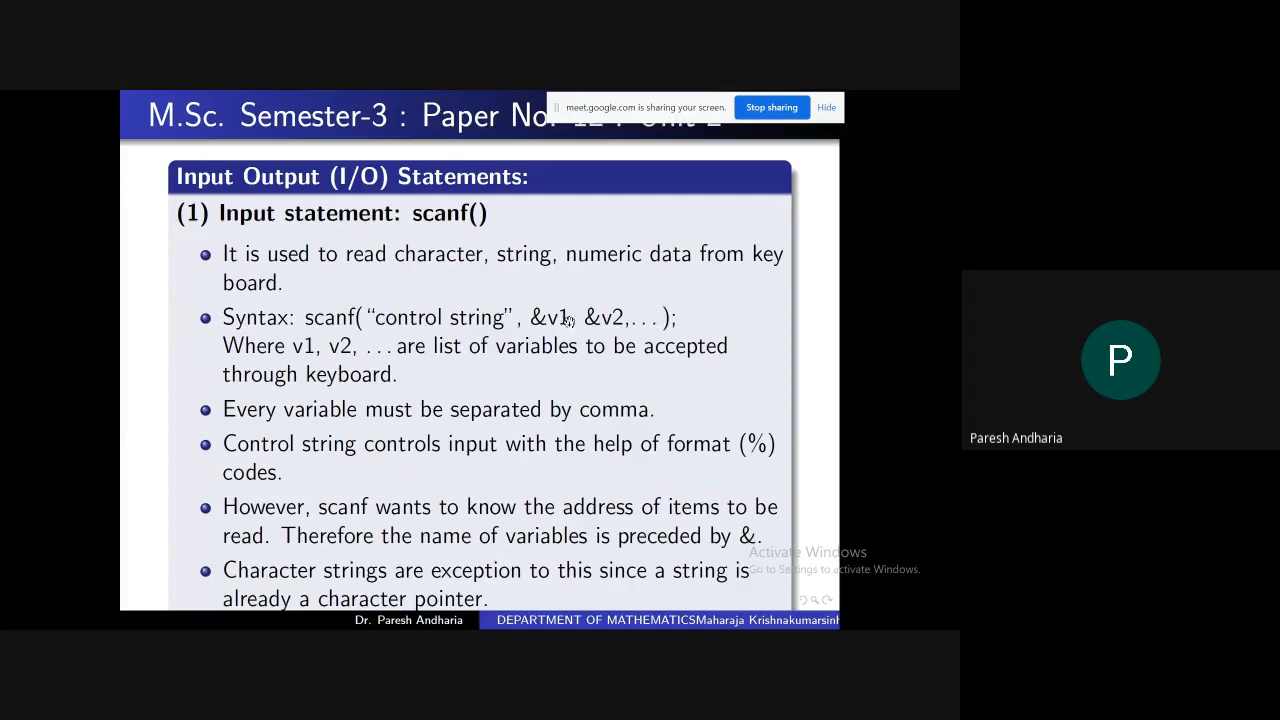 M.Sc. Semester-3 : Paper No. 12 : Unit 2
meet.google.com is sharing your screen.
Stop sharing
Hide
Input Output (I/O) Statements:
(1) Input statement: scanf()
It is used to read character, string, numeric data from key
board.
Syntax: scanf(“control string”, &v1, &v2,...);
Where v1, v2, ...are list of variables to be accepted
through keyboard.
Every variable must be separated by comma.
Control string controls input with the help of format (%)
codes.
However, scanf wants to know the address of items to be
read. Therefore the name of variables is preceded by &.
Character strings are exception to this since a string is
already a character pointer.
Activate Windows
Go to Settings to activate Windows.
Dr. Paresh Andharia
DEPARTMENT OF MATHEMATICSMaharaja Krishnakumarsinh
P
Paresh Andharia